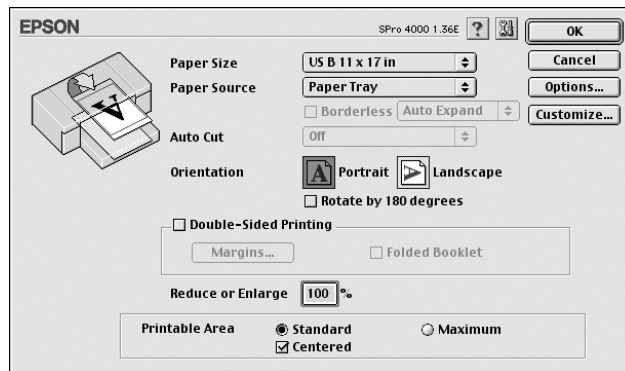 EPSON SPro 4000 1.36E ? OK
Paper Size US B 11 x 17 in Cancel
Paper Source Paper Tray Options...
Borderless Auto Expand Customize...
Auto Cut Off
Orientation A Portrait A Landscape
Rotate by 180 degrees
Double-Sided Printing
Margins... Folded Booklet
Reduce or Enlarge 100 %
Printable Area Standard Maximum
Centered